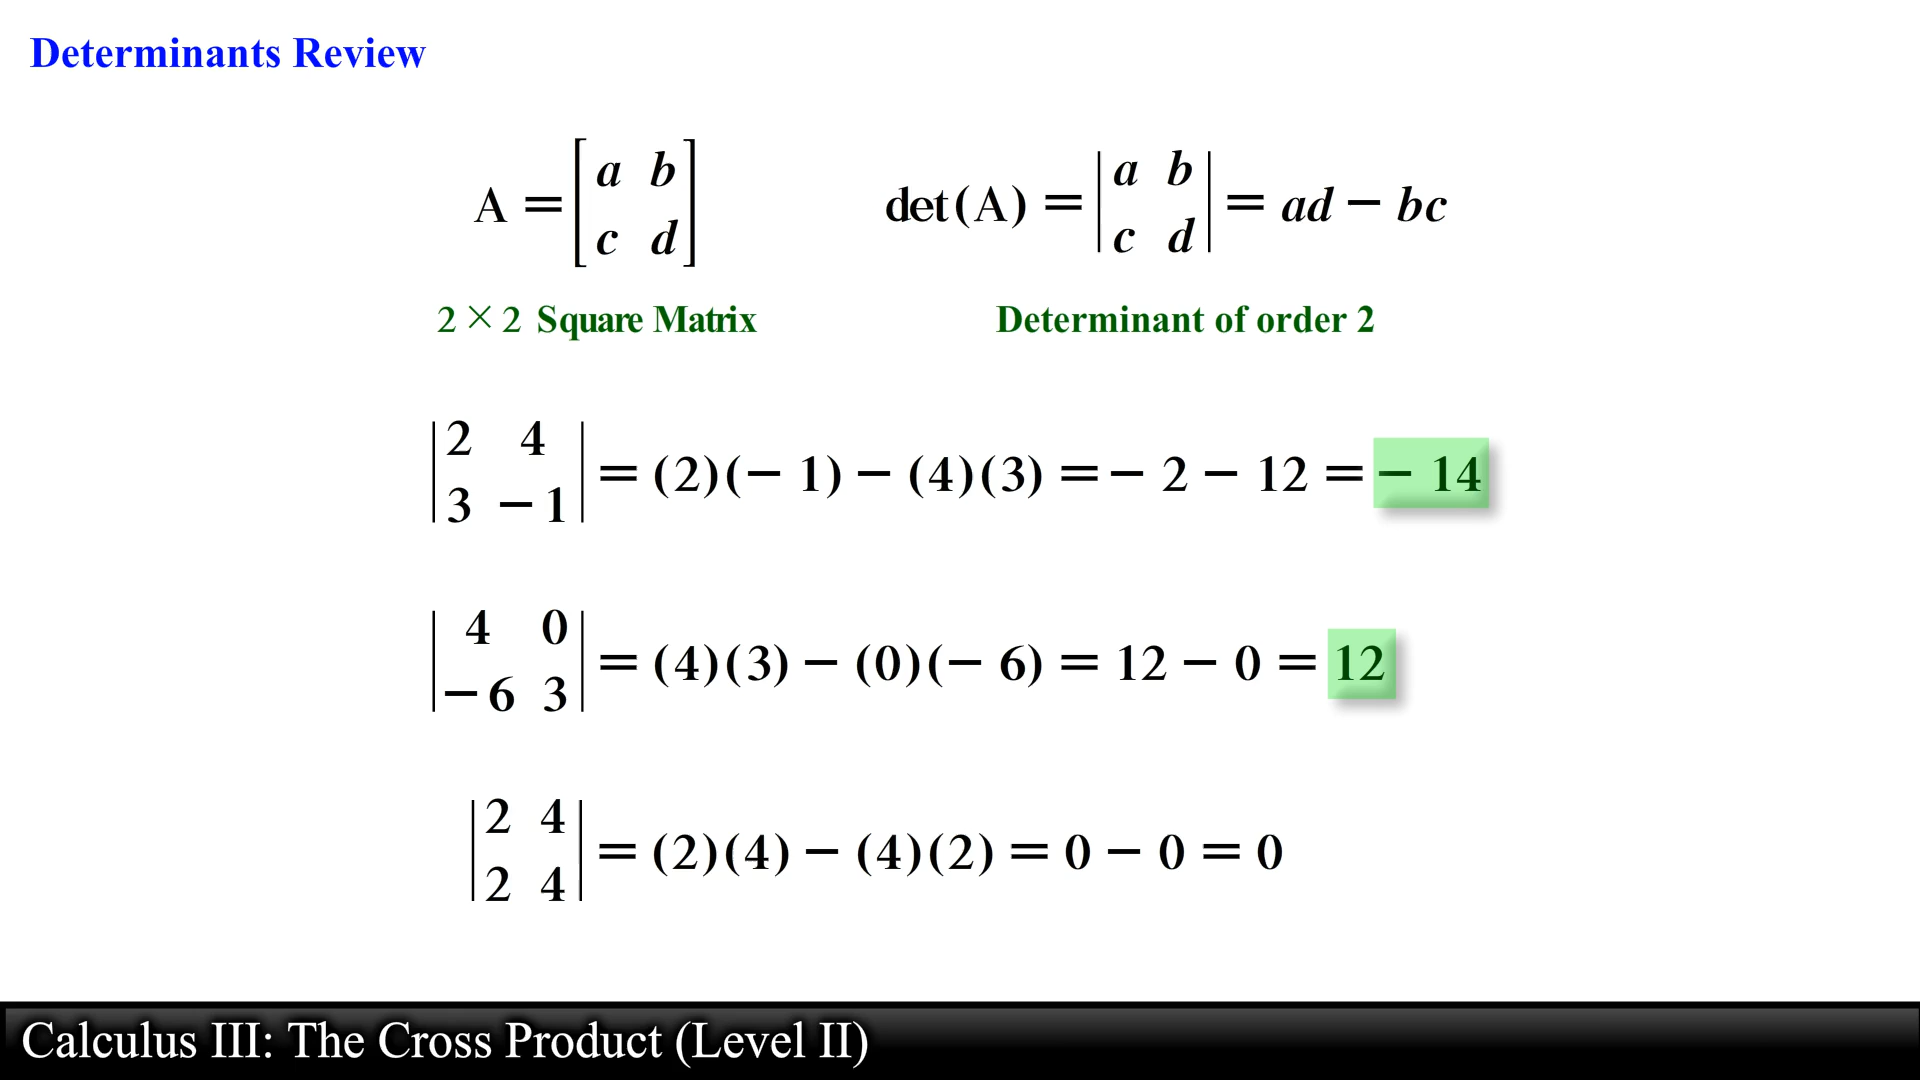 Determinants Review
A = [a b
c d]
det(A) = |a b
c d| = ad − bc
2 × 2 Square Matrix
Determinant of order 2
|2 4
3 −1| = (2)(− 1) − (4)(3) = − 2 − 12 = − 14
|4 0
−6 3| = (4)(3) − (0)(− 6) = 12 − 0 = 12
|2 4
2 4| = (2)(4) − (4)(2) = 0 − 0 = 0
Calculus III: The Cross Product (Level II)